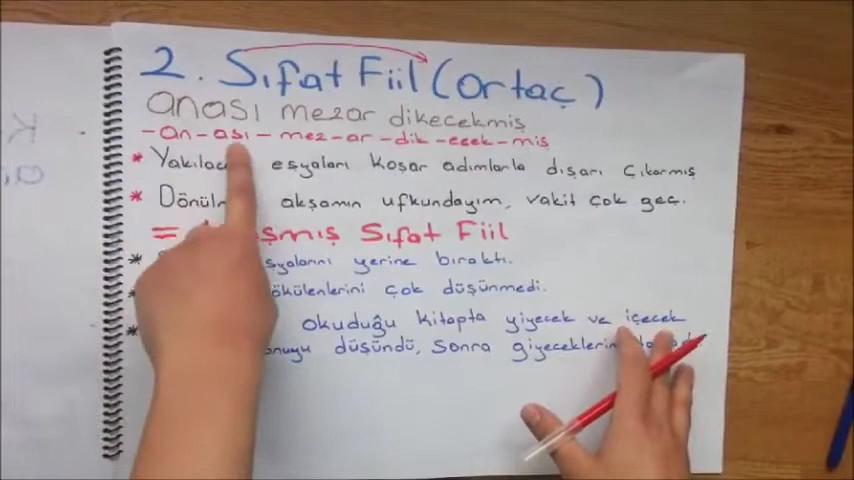 2. Sıfat Fiil (Ortaç)
anası mezar dikecekmiş
-an-ası-mez-ar-dik-ecek-miş
* Yakılac eşyaları koşar adımlarla dışarı çıkarmış
* Dönül akşamın ufkundayım, vakit çok geç.
= şmış Sıfat Fiil
* şyalarını yerine bıraktı.
* ökülenlerini çok düşünmedi.
* okuduğu kitapta yiyecek ve içecek
onuyu düşündü, sonra giyeceklerin